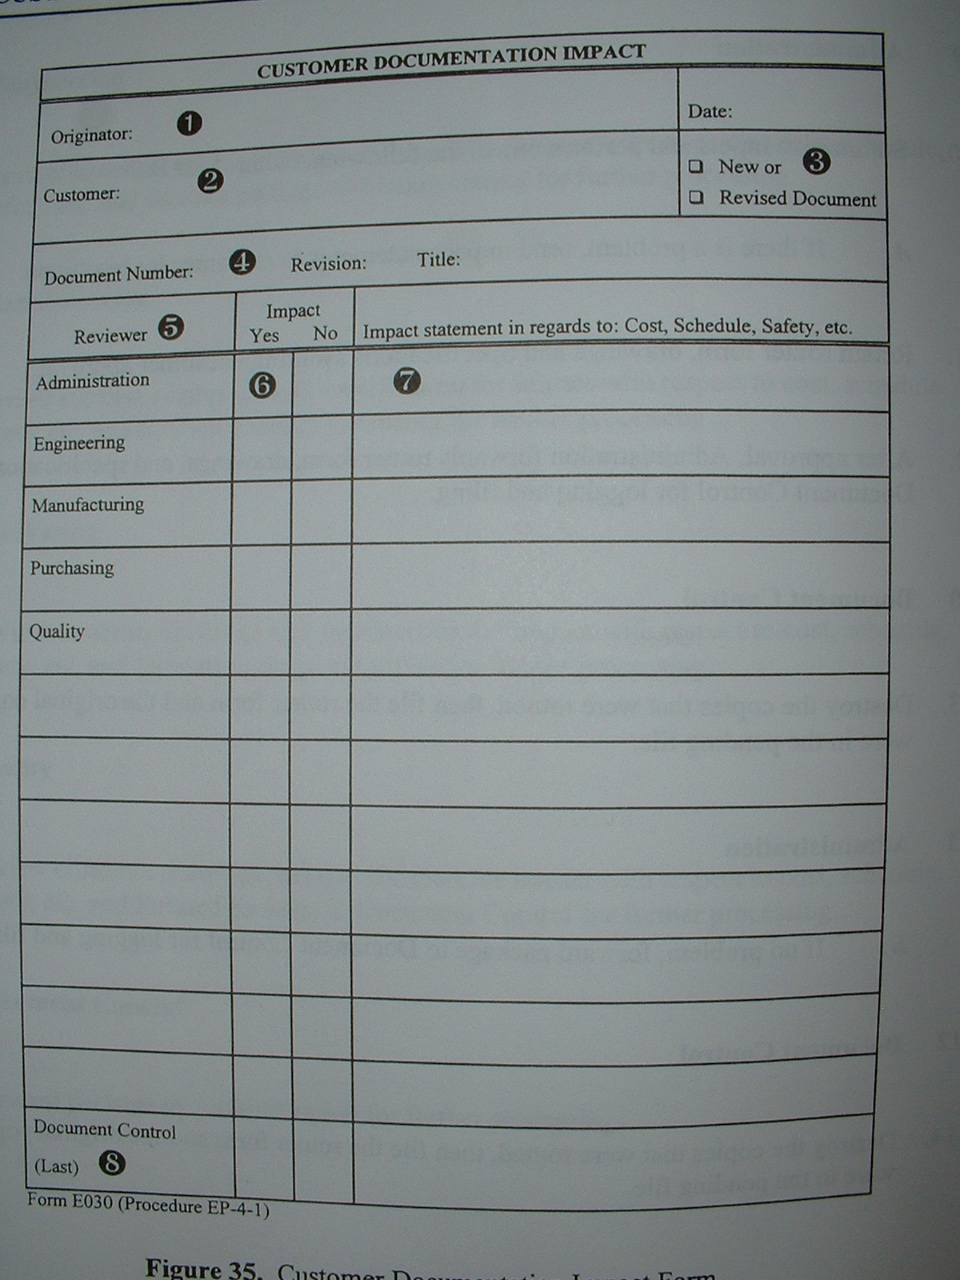 CUSTOMER DOCUMENTATION IMPACT
Originator: ❶
Date:
Customer: ❷
❑ New or ❸
❑ Revised Document
Document Number: ❹ Revision: Title:
Reviewer ❺
Impact
Yes No
Impact statement in regards to: Cost, Schedule, Safety, etc.
Administration ❻ ❼
Engineering
Manufacturing
Purchasing
Quality
Document Control
(Last) ❽
Form E030 (Procedure EP-4-1)
Figure 35. Customer Documentation Impact Form